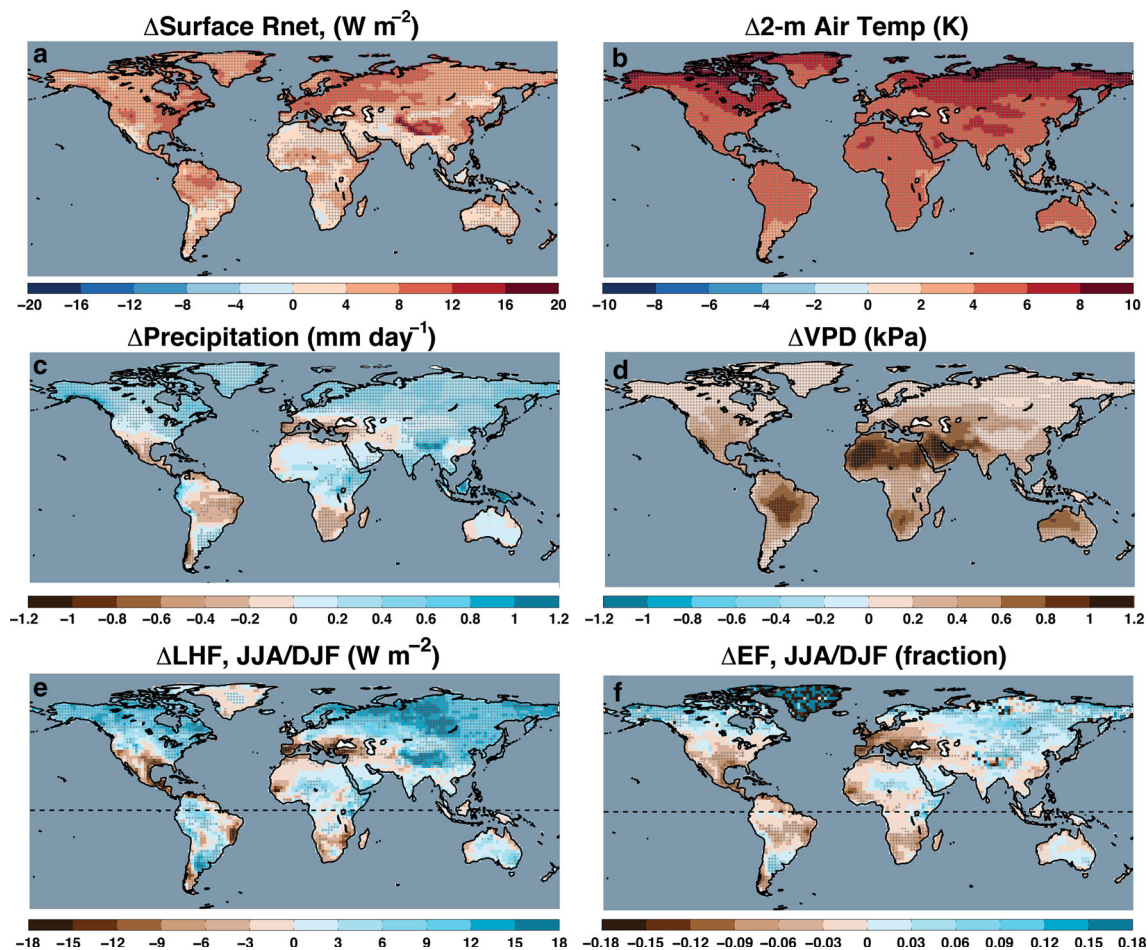 ΔSurface Rnet, (W m⁻²)
Δ2-m Air Temp (K)
a
b
−20 −16 −12 −8 −4 0 4 8 12 16 20
−10 −8 −6 −4 −2 0 2 4 6 8 10
ΔPrecipitation (mm day⁻¹)
ΔVPD (kPa)
c
d
−1.2 −1 −0.8 −0.6 −0.4 −0.2 0 0.2 0.4 0.6 0.8 1 1.2
−1.2 −1 −0.8 −0.6 −0.4 −0.2 0 0.2 0.4 0.6 0.8 1 1.2
ΔLHF, JJA/DJF (W m⁻²)
ΔEF, JJA/DJF (fraction)
e
f
−18 −15 −12 −9 −6 −3 0 3 6 9 12 15 18
−0.18 −0.15 −0.12 −0.09 −0.06 −0.03 0 0.03 0.06 0.09 0.12 0.15 0.18